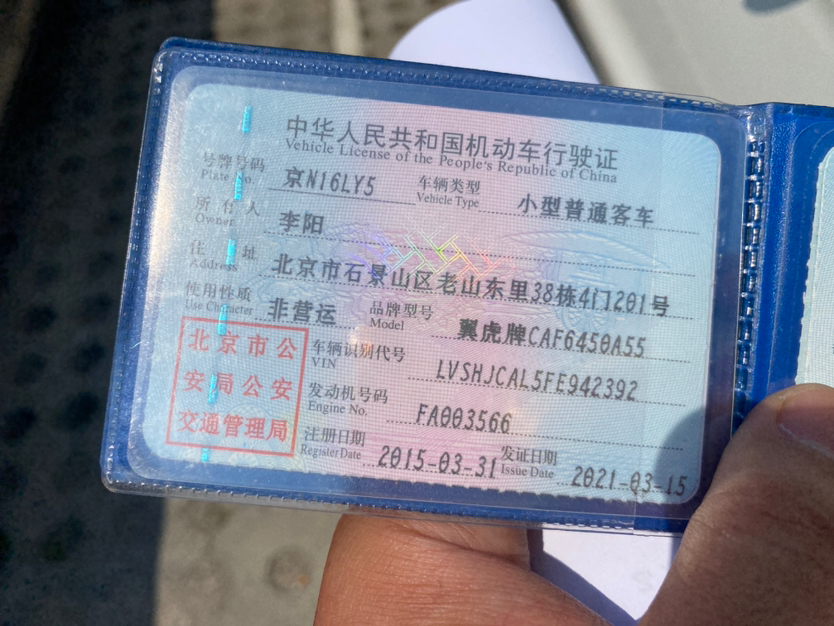 中华人民共和国机动车行驶证
Vehicle License of the People's Republic of China
号牌号码 京N16LY5 车辆类型 小型普通客车
Plate No. Vehicle Type
所有人 李阳
Owner
住址 北京市石景山区老山东里38栋4门201号
Address
使用性质 非营运 品牌型号 翼虎牌CAF6450A55
Use Character Model
北京市公
安局公安
交通管理局
车辆识别代号 LVSHJCAL5FE942392
VIN
发动机号码 FA003566
Engine No.
注册日期 2015-03-31 发证日期 2021-03-15
Register Date Issue Date